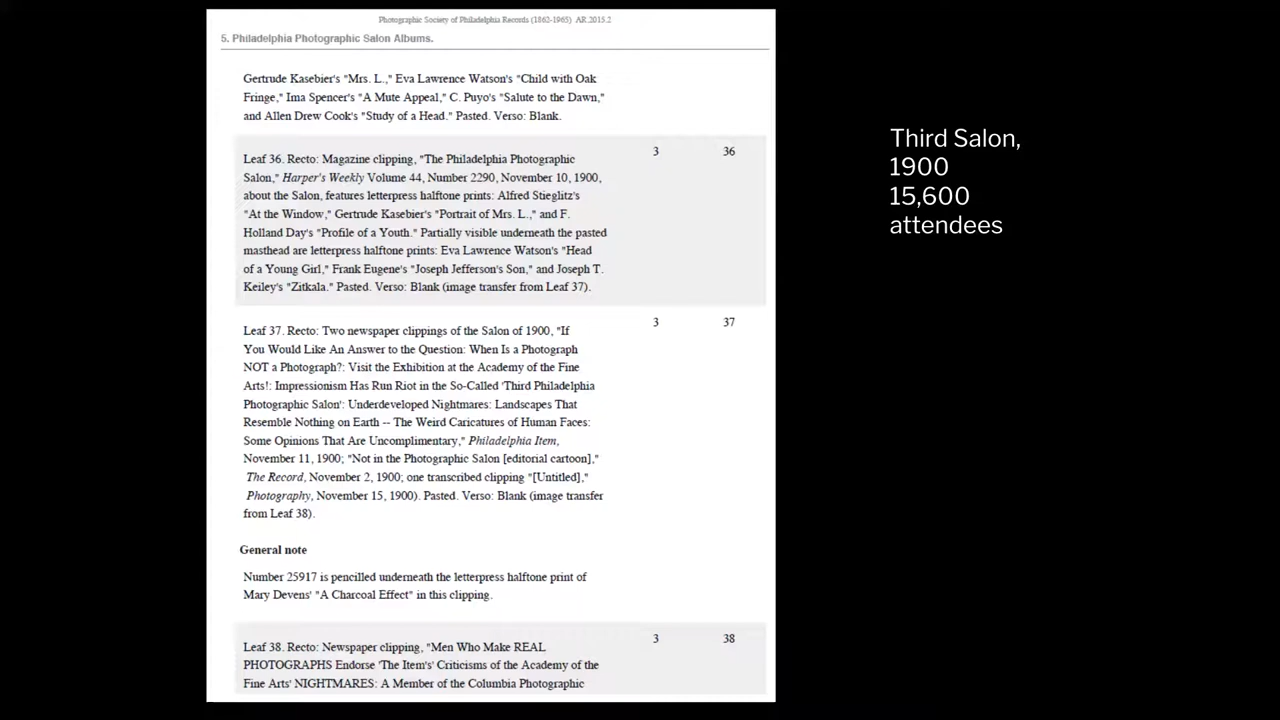 Photographic Society of Philadelphia Records (1862-1965)  AR.2015.2
5. Philadelphia Photographic Salon Albums.
Gertrude Kasebier's "Mrs. L.," Eva Lawrence Watson's "Child with Oak
Fringe," Ima Spencer's "A Mute Appeal," C. Puyo's "Salute to the Dawn,"
and Allen Drew Cook's "Study of a Head." Pasted. Verso: Blank.
Leaf 36. Recto: Magazine clipping, "The Philadelphia Photographic
Salon," Harper's Weekly Volume 44, Number 2290, November 10, 1900,
about the Salon, features letterpress halftone prints: Alfred Stieglitz's
"At the Window," Gertrude Kasebier's "Portrait of Mrs. L.," and F.
Holland Day's "Profile of a Youth." Partially visible underneath the pasted
masthead are letterpress halftone prints: Eva Lawrence Watson's "Head
of a Young Girl," Frank Eugene's "Joseph Jefferson's Son," and Joseph T.
Keiley's "Zitkala." Pasted. Verso: Blank (image transfer from Leaf 37).
3 36
Leaf 37. Recto: Two newspaper clippings of the Salon of 1900, "If
You Would Like An Answer to the Question: When Is a Photograph
NOT a Photograph?: Visit the Exhibition at the Academy of the Fine
Arts!: Impressionism Has Run Riot in the So-Called 'Third Philadelphia
Photographic Salon': Underdeveloped Nightmares: Landscapes That
Resemble Nothing on Earth -- The Weird Caricatures of Human Faces:
Some Opinions That Are Uncomplimentary," Philadelphia Item,
November 11, 1900; "Not in the Photographic Salon [editorial cartoon],"
The Record, November 2, 1900; one transcribed clipping "[Untitled],"
Photography, November 15, 1900). Pasted. Verso: Blank (image transfer
from Leaf 38).
3 37
General note
Number 25917 is pencilled underneath the letterpress halftone print of
Mary Devens' "A Charcoal Effect" in this clipping.
Leaf 38. Recto: Newspaper clipping, "Men Who Make REAL
PHOTOGRAPHS Endorse 'The Item's' Criticisms of the Academy of the
Fine Arts' NIGHTMARES: A Member of the Columbia Photographic
3 38
Third Salon,
1900
15,600
attendees